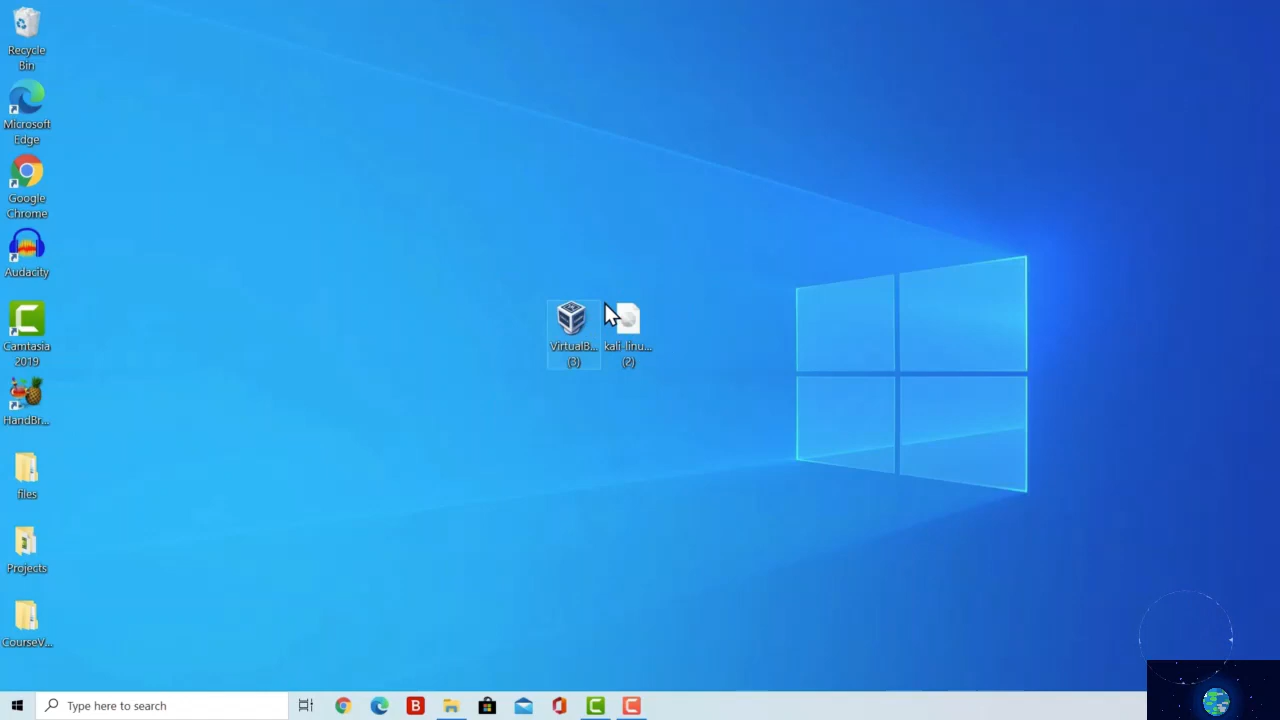 Recycle
Bin
Microsoft
Edge
Google
Chrome
Audacity
Camtasia
2019
HandBr...
files
Projects
CourseV...
VirtualB...
(3)
kali-linu...
(2)
Type here to search
B